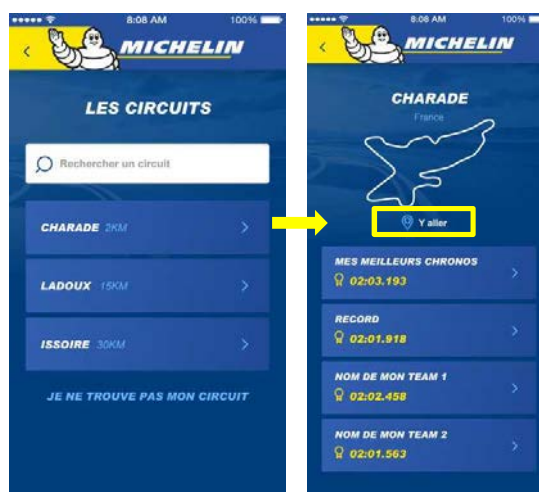 8:08 AM 100%
MICHELIN
LES CIRCUITS
Rechercher un circuit
CHARADE 2KM
LADOUX 15KM
ISSOIRE 30KM
JE NE TROUVE PAS MON CIRCUIT
8:08 AM 100%
MICHELIN
CHARADE
France
Y aller
MES MEILLEURS CHRONOS
02:03.193
RECORD
02:01.918
NOM DE MON TEAM 1
02:02.458
NOM DE MON TEAM 2
02:01.563